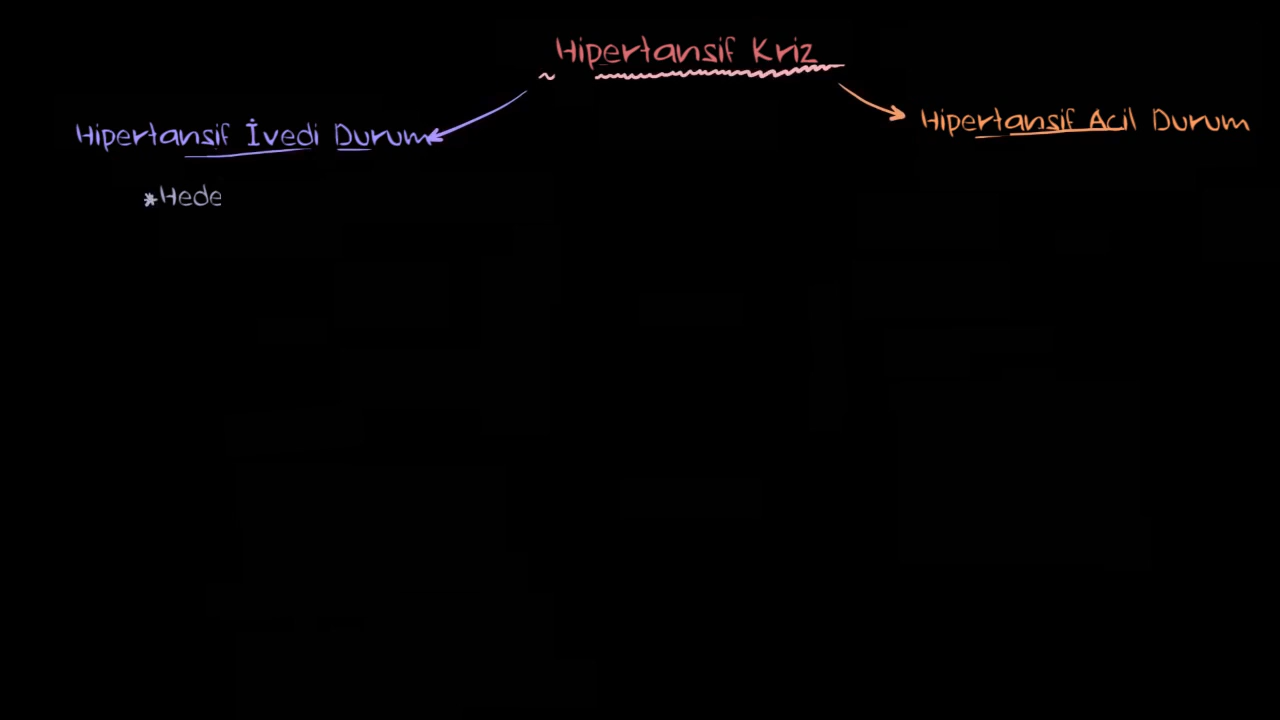 Hipertansif Kriz
Hipertansif İvedi Durum
Hipertansif Acil Durum
*Hede